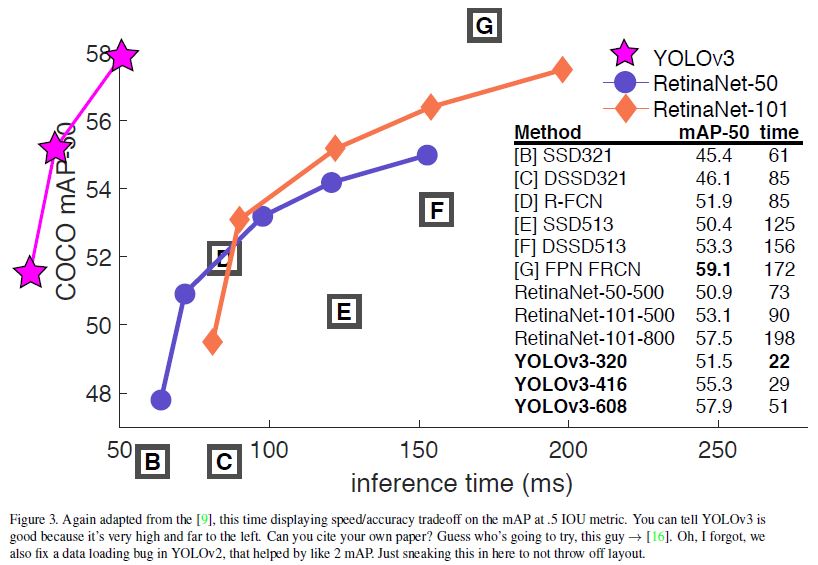 G
58
YOLOv3
RetinaNet-50
RetinaNet-101
56
54
52
50
48
COCO mAP-50
D
F
E
Method mAP-50 time
[B] SSD321 45.4 61
[C] DSSD321 46.1 85
[D] R-FCN 51.9 85
[E] SSD513 50.4 125
[F] DSSD513 53.3 156
[G] FPN FRCN 59.1 172
RetinaNet-50-500 50.9 73
RetinaNet-101-500 53.1 90
RetinaNet-101-800 57.5 198
YOLOv3-320 51.5 22
YOLOv3-416 55.3 29
YOLOv3-608 57.9 51
50 100 150 200 250
B C
inference time (ms)
Figure 3. Again adapted from the [9], this time displaying speed/accuracy tradeoff on the mAP at .5 IOU metric. You can tell YOLOv3 is
good because it's very high and far to the left. Can you cite your own paper? Guess who's going to try, this guy → [16]. Oh, I forgot, we
also fix a data loading bug in YOLOv2, that helped by like 2 mAP. Just sneaking this in here to not throw off layout.